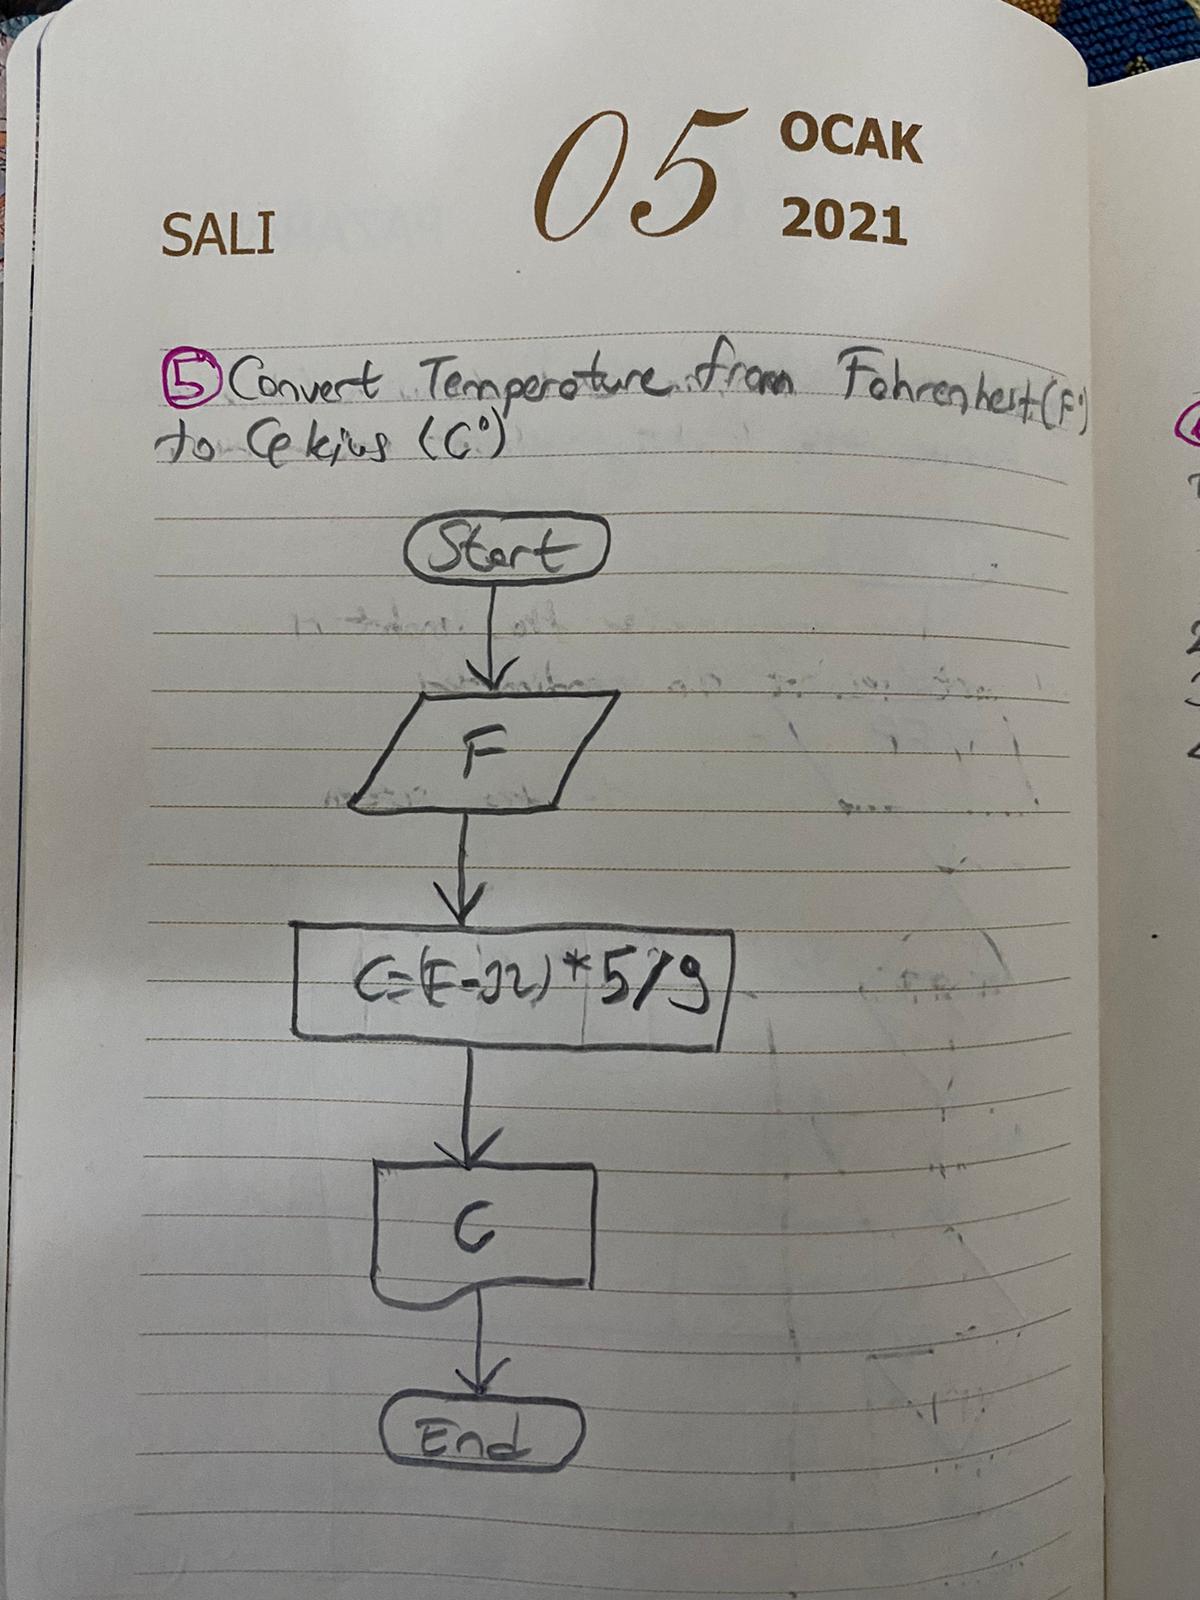 SALI
05
OCAK
2021
5 Convert Temperature from Fahrenheit (F°)
to Celcius (C°)
Start
F
C=(F-32)*5/9
C
End